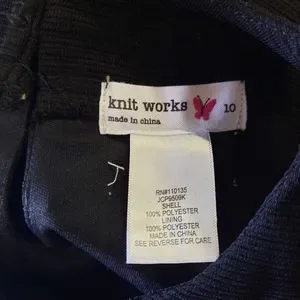 knit works 10
made in china
RN#110135
JCP9509K
SHELL
100% POLYESTER
LINING
100% POLYESTER
MADE IN CHINA
SEE REVERSE FOR CARE